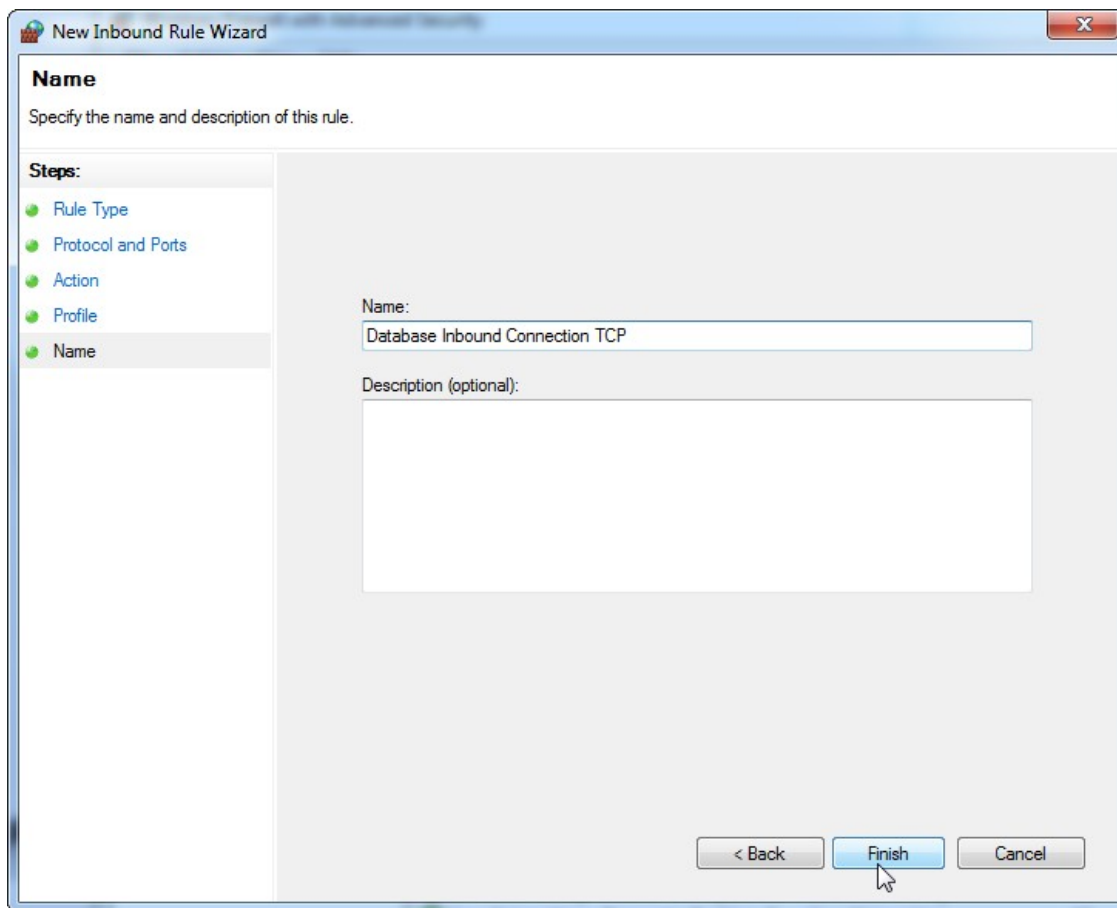 New Inbound Rule Wizard
Name
Specify the name and description of this rule.
Steps:
Rule Type
Protocol and Ports
Action
Profile
Name
Name:
Database Inbound Connection TCP
Description (optional):
< Back
Finish
Cancel